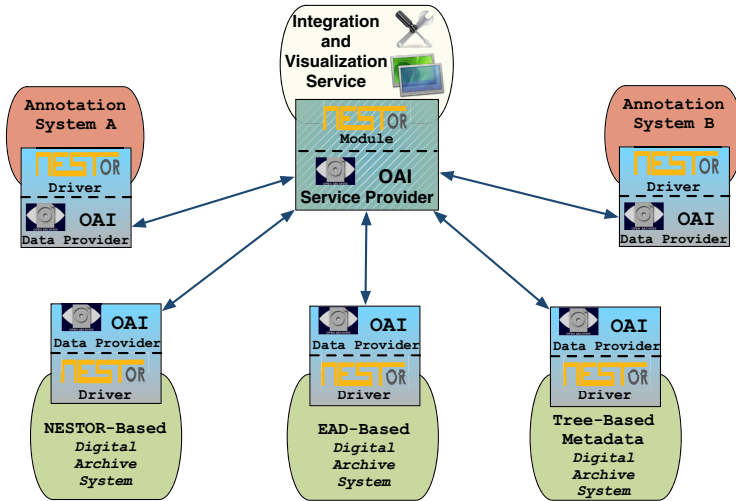 Integration
and
Visualization
Service
NESTOR
Module
OAI
Service Provider
Annotation
System A
NESTOR
Driver
OAI
Data Provider
Annotation
System B
NESTOR
Driver
OAI
Data Provider
OAI
Data Provider
NESTOR
Driver
NESTOR-Based
Digital
Archive
System
OAI
Data Provider
NESTOR
Driver
EAD-Based
Digital
Archive
System
OAI
Data Provider
NESTOR
Driver
Tree-Based
Metadata
Digital
Archive
System